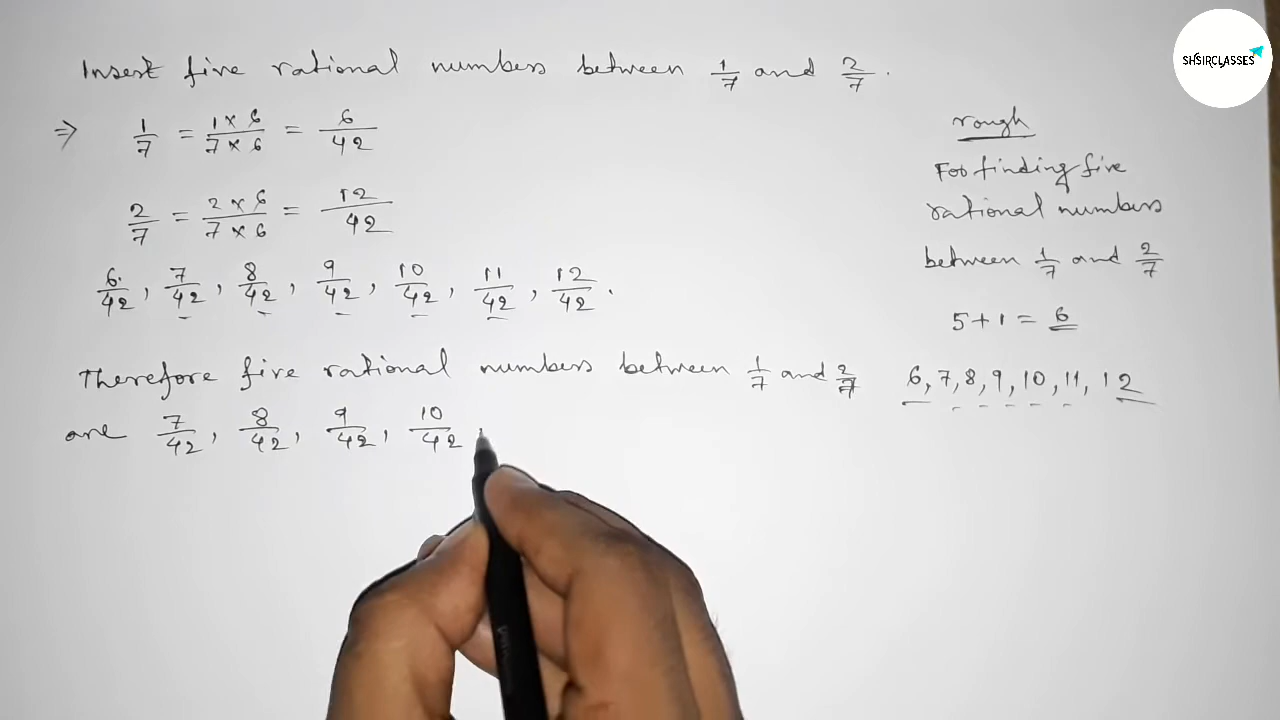 Insert five rational numbers between 1/7 and 2/7.
⇒ 1/7 = 1×6/7×6 = 6/42
2/7 = 2×6/7×6 = 12/42
6/42, 7/42, 8/42, 9/42, 10/42, 11/42, 12/42.
Therefore five rational numbers between 1/7 and 2/7
are 7/42, 8/42, 9/42, 10/42,
rough
For finding five
rational numbers
between 1/7 and 2/7
5+1 = 6
6, 7, 8, 9, 10, 11, 12
SHSIRCLASSES